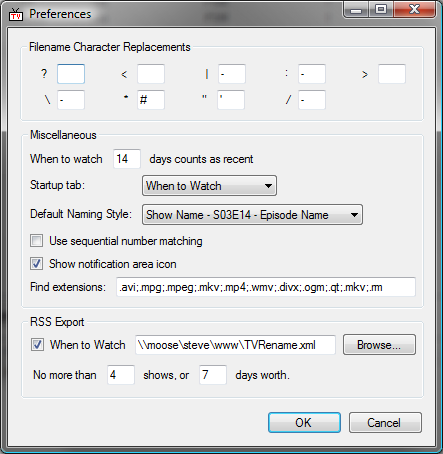 TV Preferences
Filename Character Replacements
? < | - : - >
\ - * # " ' / -
Miscellaneous
When to watch 14 days counts as recent
Startup tab: When to Watch
Default Naming Style: Show Name - S03E14 - Episode Name
Use sequential number matching
Show notification area icon
Find extensions: .avi;.mpg;.mpeg;.mkv;.mp4;.wmv;.divx;.ogm;.qt;.mkv;.rm
RSS Export
When to Watch \\moose\steve\www\TVRename.xml Browse...
No more than 4 shows, or 7 days worth.
OK Cancel